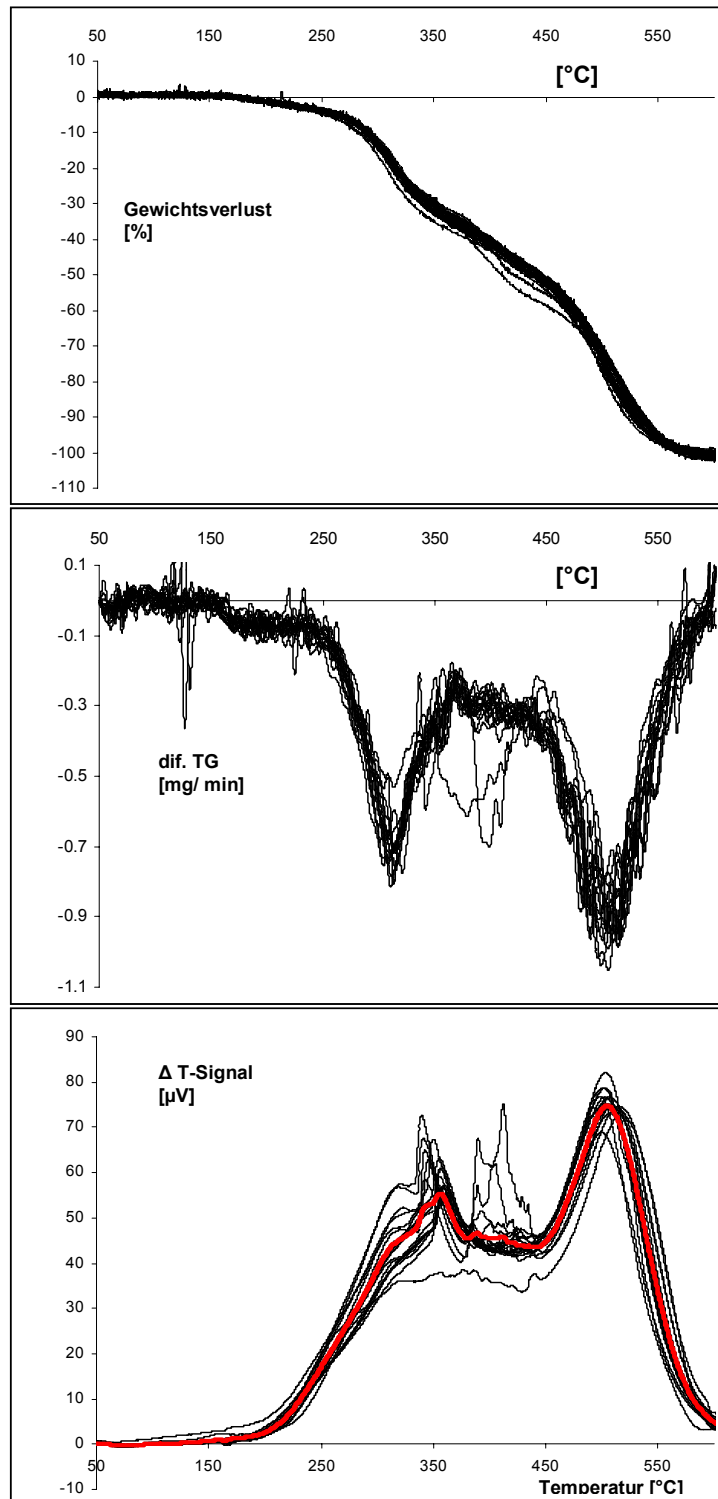 50 150 250 350 450 550
[°C]
10
0
-10
-20
-30
-40
-50
-60
-70
-80
-90
-100
-110
Gewichtsverlust
[%]
50 150 250 350 450 550
[°C]
0.1
-0.1
-0.3
-0.5
-0.7
-0.9
-1.1
dif. TG
[mg/ min]
90
80
70
60
50
40
30
20
10
0
-10
Δ T-Signal
[µV]
50 150 250 350 450 550
Temperatur [°C]